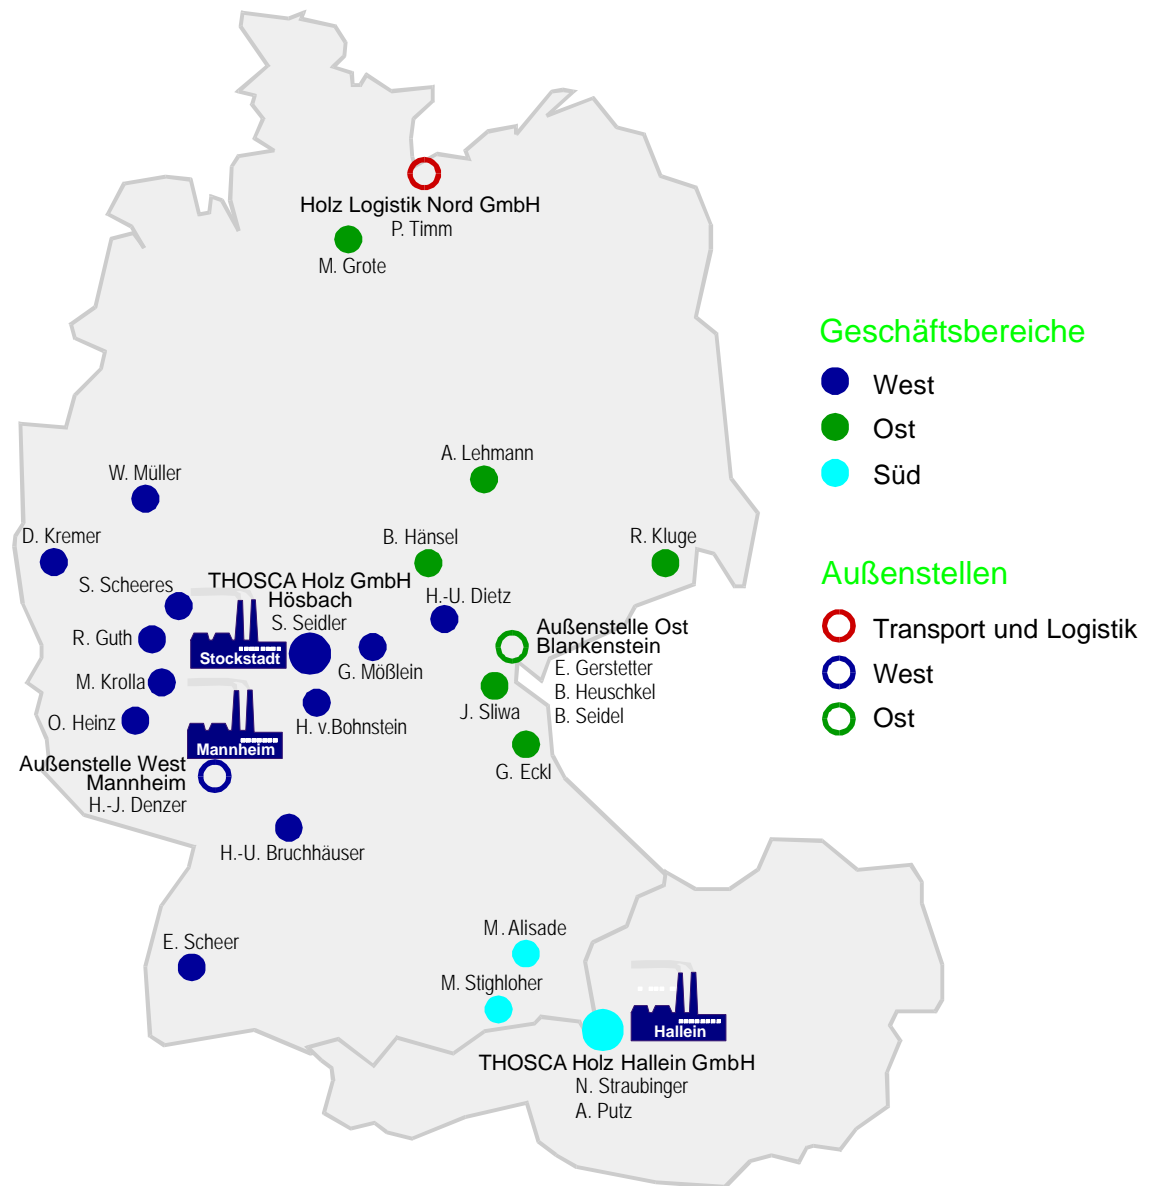 Holz Logistik Nord GmbH
P. Timm
M. Grote
Geschäftsbereiche
West
Ost
Süd
A. Lehmann
W. Müller
D. Kremer
B. Hänsel
R. Kluge
Außenstellen
Transport und Logistik
West
Ost
S. Scheeres
THOSCA Holz GmbH
Hösbach
S. Seidler
H.-U. Dietz
R. Guth
Stockstadt
G. Mößlein
Außenstelle Ost
Blankenstein
E. Gerstetter
B. Heuschkel
B. Seidel
M. Krolla
J. Sliwa
O. Heinz
H. v.Bohnstein
Mannheim
G. Eckl
Außenstelle West
Mannheim
H.-J. Denzer
H.-U. Bruchhäuser
E. Scheer
M. Alisade
M. Stighloher
Hallein
THOSCA Holz Hallein GmbH
N. Straubinger
A. Putz